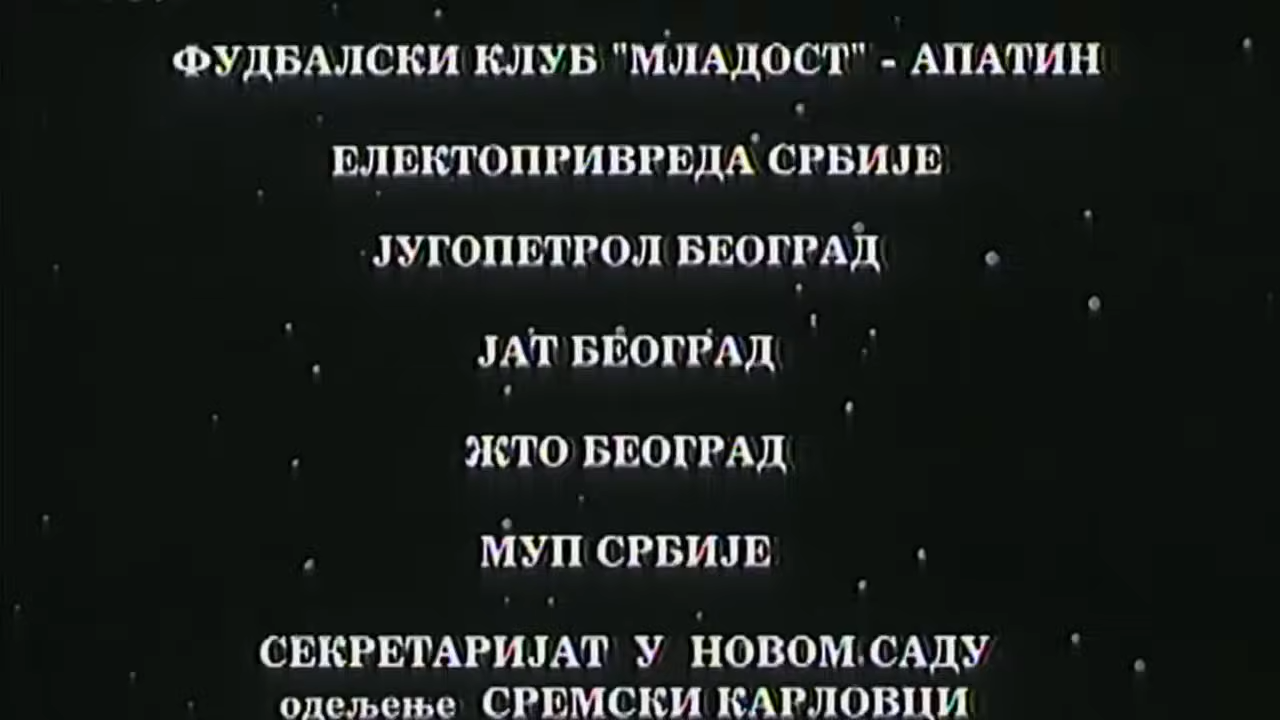 ФУДБАЛСКИ КЛУБ "МЛАДОСТ" - АПАТИН
ЕЛЕКТОПРИВРЕДА СРБИЈЕ
ЈУГОПЕТРОЛ БЕОГРАД
ЈАТ БЕОГРАД
ЖТО БЕОГРАД
МУП СРБИЈЕ
СЕКРЕТАРИЈАТ У НОВОМ САДУ
одељење СРЕМСКИ КАРЛОВЦИ